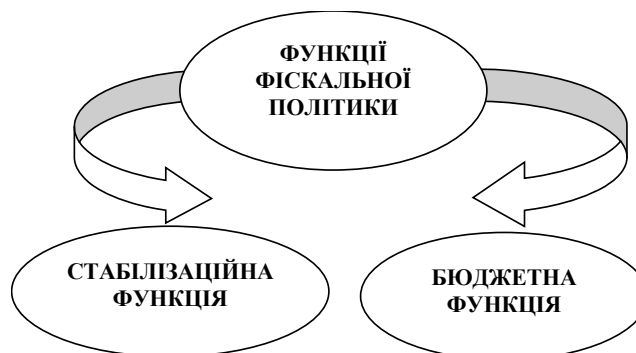 ФУНКЦІЇ
ФІСКАЛЬНОЇ
ПОЛІТИКИ
СТАБІЛІЗАЦІЙНА
ФУНКЦІЯ
БЮДЖЕТНА
ФУНКЦІЯ